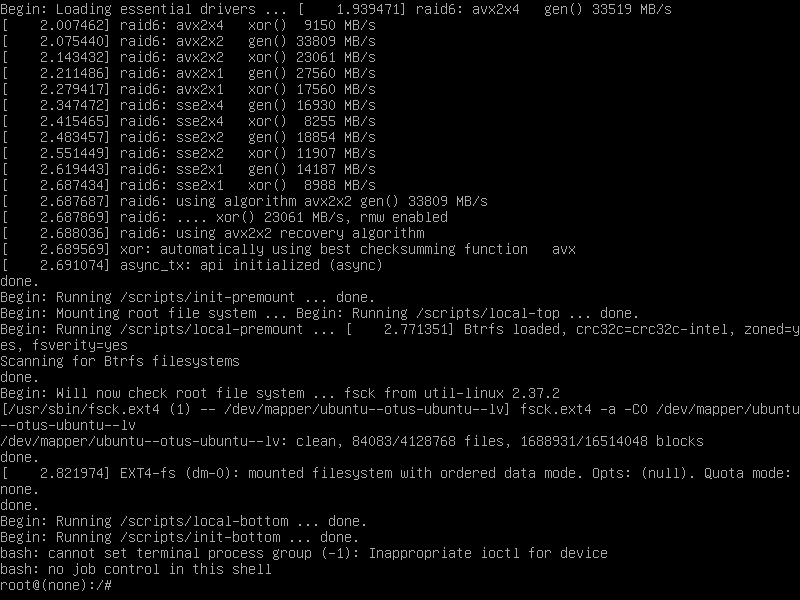 Begin: Loading essential drivers ... [    1.939471] raid6: avx2x4   gen() 33519 MB/s
[    2.007462] raid6: avx2x4   xor()  9150 MB/s
[    2.075440] raid6: avx2x2   gen() 33809 MB/s
[    2.143432] raid6: avx2x2   xor() 23061 MB/s
[    2.211486] raid6: avx2x1   gen() 27560 MB/s
[    2.279417] raid6: avx2x1   xor() 17560 MB/s
[    2.347472] raid6: sse2x4   gen() 16930 MB/s
[    2.415465] raid6: sse2x4   xor()  8255 MB/s
[    2.483457] raid6: sse2x2   gen() 18854 MB/s
[    2.551449] raid6: sse2x2   xor() 11907 MB/s
[    2.619443] raid6: sse2x1   gen() 14187 MB/s
[    2.687434] raid6: sse2x1   xor()  8988 MB/s
[    2.687687] raid6: using algorithm avx2x2 gen() 33809 MB/s
[    2.687869] raid6: .... xor() 23061 MB/s, rmw enabled
[    2.688036] raid6: using avx2x2 recovery algorithm
[    2.689569] xor: automatically using best checksumming function   avx
[    2.691074] async_tx: api initialized (async)
done.
Begin: Running /scripts/init-premount ... done.
Begin: Mounting root file system ... Begin: Running /scripts/local-top ... done.
Begin: Running /scripts/local-premount ... [    2.771351] Btrfs loaded, crc32c=crc32c-intel, zoned=y
es, fsverity=yes
Scanning for Btrfs filesystems
done.
Begin: Will now check root file system ... fsck from util-linux 2.37.2
[/usr/sbin/fsck.ext4 (1) -- /dev/mapper/ubuntu--otus-ubuntu--lv] fsck.ext4 -a -C0 /dev/mapper/ubuntu
--otus-ubuntu--lv
/dev/mapper/ubuntu--otus-ubuntu--lv: clean, 84083/4128768 files, 1688931/16514048 blocks
done.
[    2.821974] EXT4-fs (dm-0): mounted filesystem with ordered data mode. Opts: (null). Quota mode:
none.
done.
Begin: Running /scripts/local-bottom ... done.
Begin: Running /scripts/init-bottom ... done.
bash: cannot set terminal process group (-1): Inappropriate ioctl for device
bash: no job control in this shell
root@(none):/#